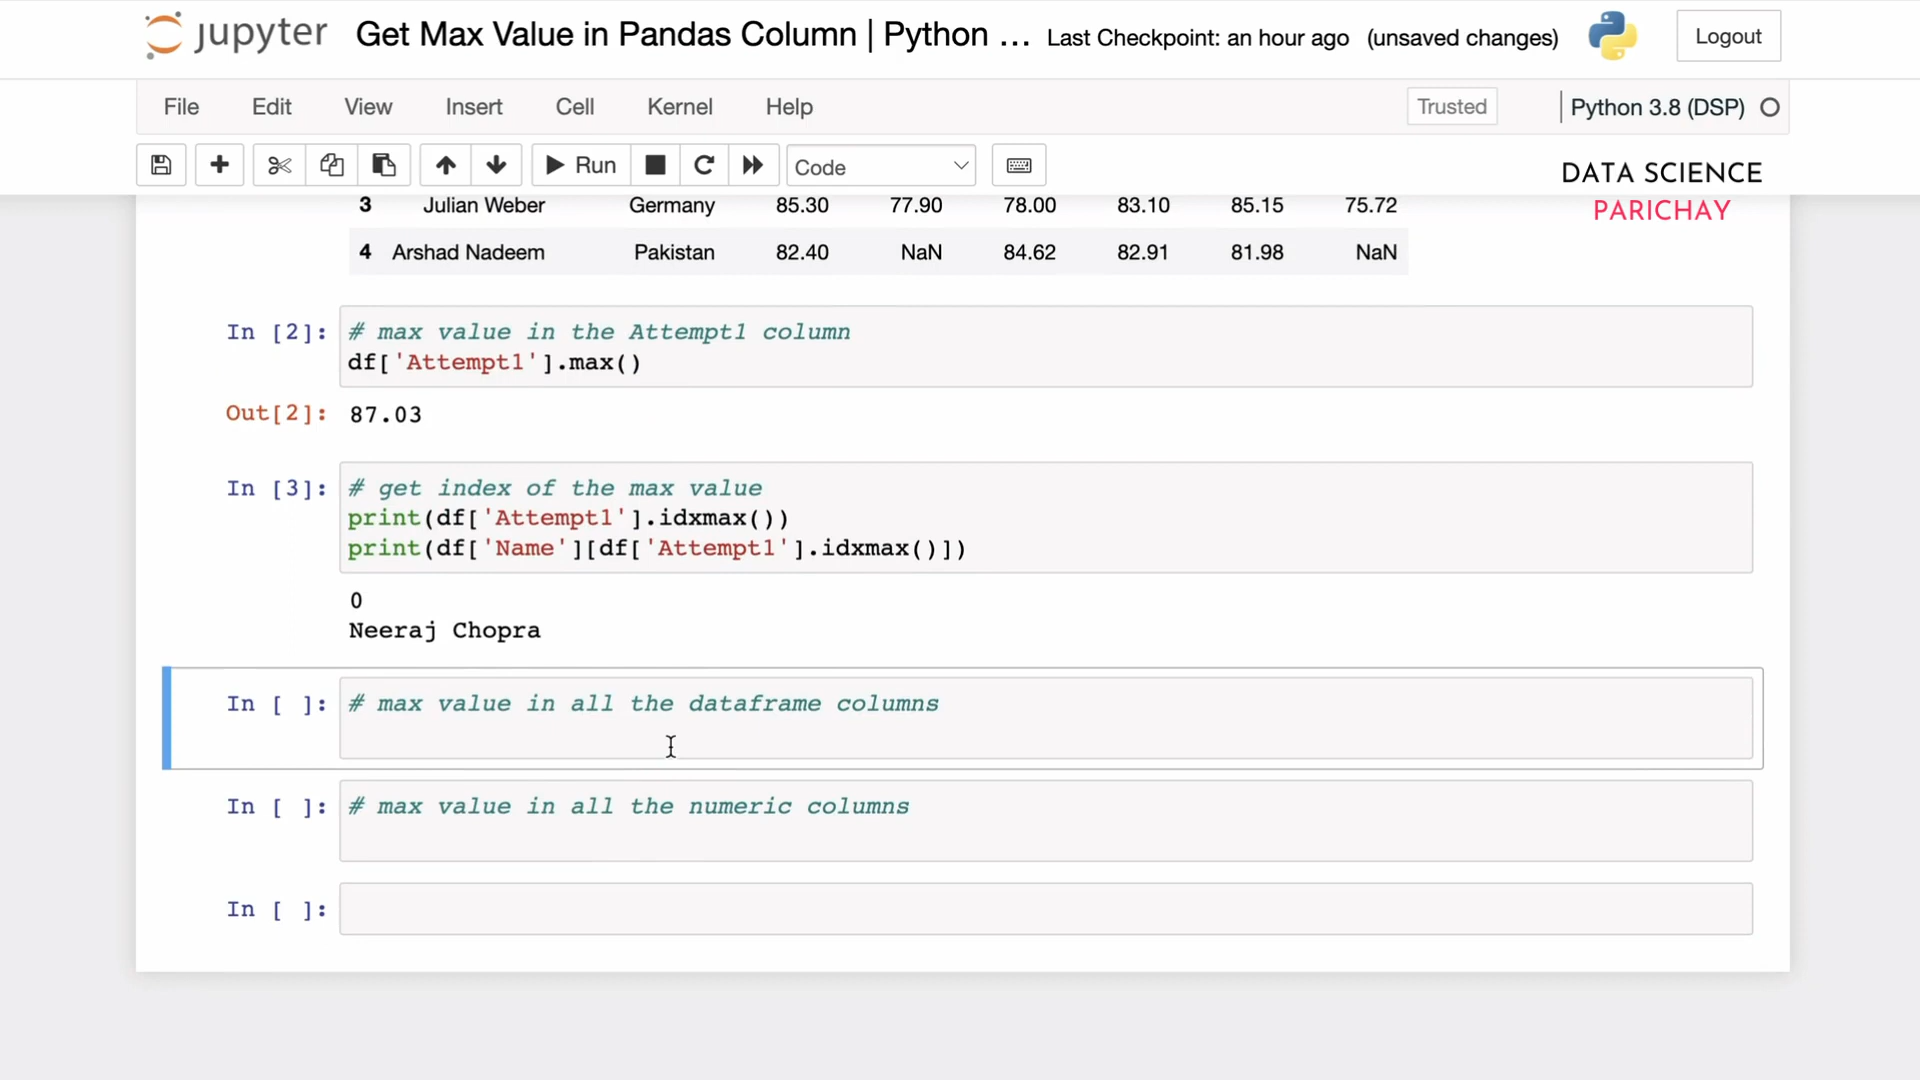 jupyter Get Max Value in Pandas Column | Python ... Last Checkpoint: an hour ago (unsaved changes) Logout
File Edit View Insert Cell Kernel Help Trusted Python 3.8 (DSP)
Run Code
DATA SCIENCE
PARICHAY
3 Julian Weber Germany 85.30 77.90 78.00 83.10 85.15 75.72
4 Arshad Nadeem Pakistan 82.40 NaN 84.62 82.91 81.98 NaN
In [2]: # max value in the Attempt1 column
df['Attempt1'].max()
Out[2]: 87.03
In [3]: # get index of the max value
print(df['Attempt1'].idxmax())
print(df['Name'][df['Attempt1'].idxmax()])
0
Neeraj Chopra
In [ ]: # max value in all the dataframe columns
In [ ]: # max value in all the numeric columns
In [ ]: